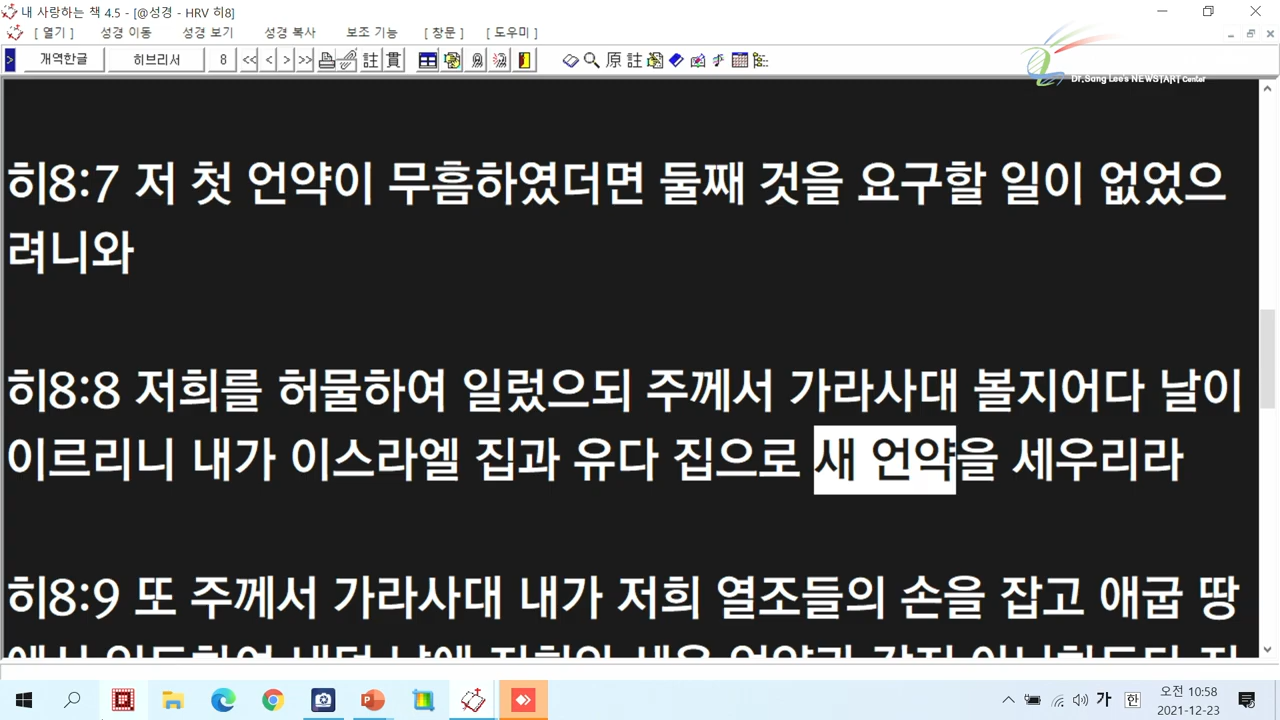 내 사랑하는 책 4.5 - [@성경 - HRV 히8]
[ 열기 ] 성경 이동 성경 보기 성경 복사 보조 기능 [ 창문 ] [ 도우미 ]
개역한글 히브리서 8 << < > >> 註 貫 原 註
Dr.Sang Lee's NEWSTART Center
히8:7 저 첫 언약이 무흠하였더면 둘째 것을 요구할 일이 없었으
려니와
히8:8 저희를 허물하여 일렀으되 주께서 가라사대 볼지어다 날이
이르리니 내가 이스라엘 집과 유다 집으로 새 언약을 세우리라
히8:9 또 주께서 가라사대 내가 저희 열조들의 손을 잡고 애굽 땅
가 한 오전 10:58
2021-12-23